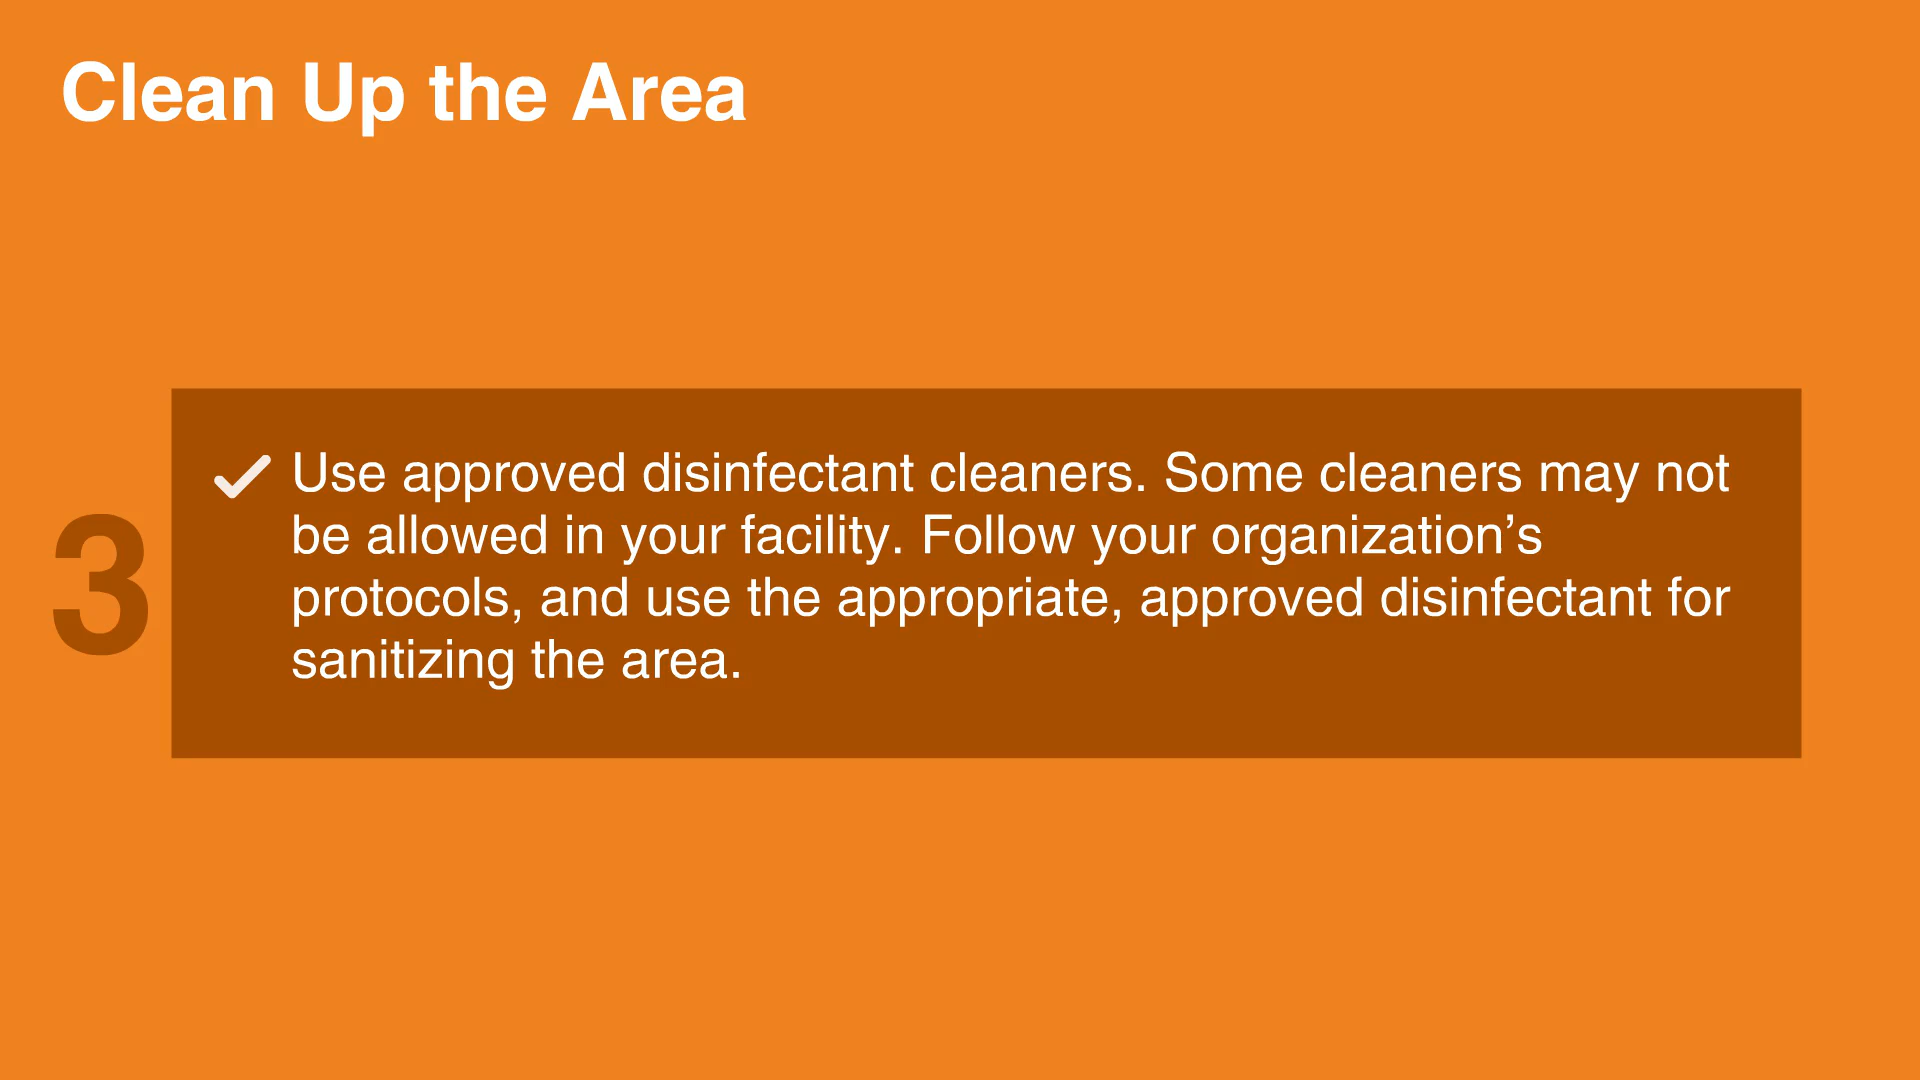 Clean Up the Area
3
Use approved disinfectant cleaners. Some cleaners may not
be allowed in your facility. Follow your organization’s
protocols, and use the appropriate, approved disinfectant for
sanitizing the area.